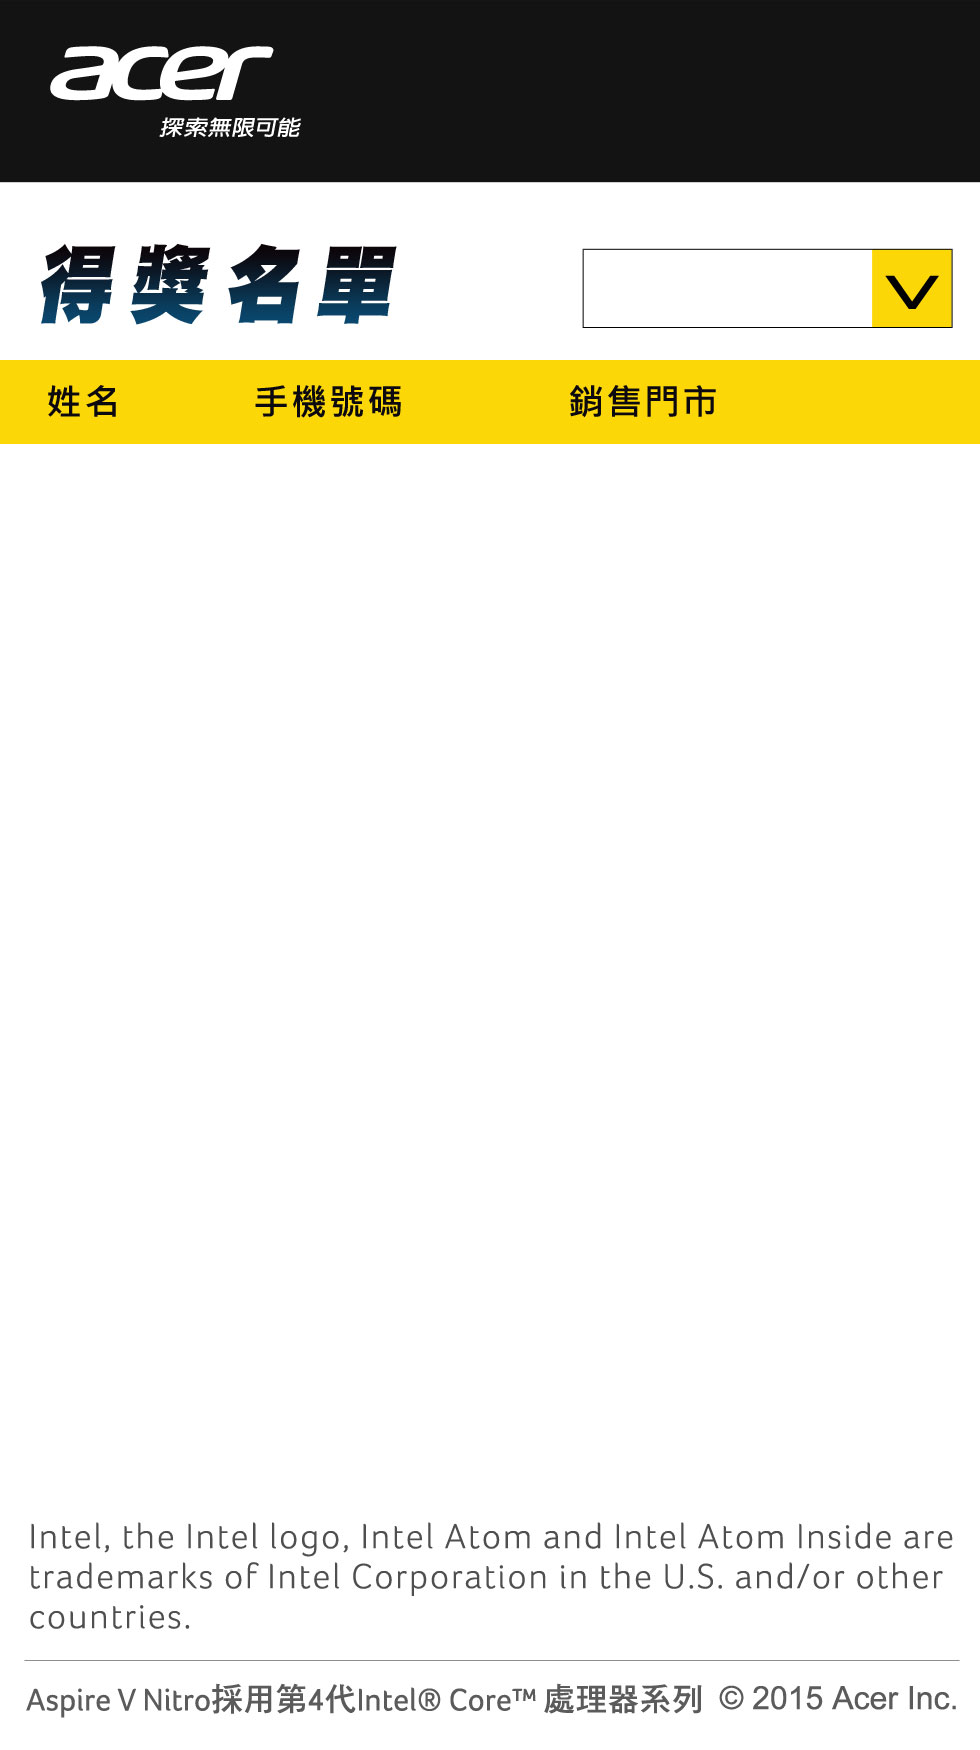 acer
探索無限可能
得獎名單
姓名 手機號碼 銷售門市
Intel, the Intel logo, Intel Atom and Intel Atom Inside are
trademarks of Intel Corporation in the U.S. and/or other
countries.
Aspire V Nitro採用第4代Intel® Core™ 處理器系列 © 2015 Acer Inc.